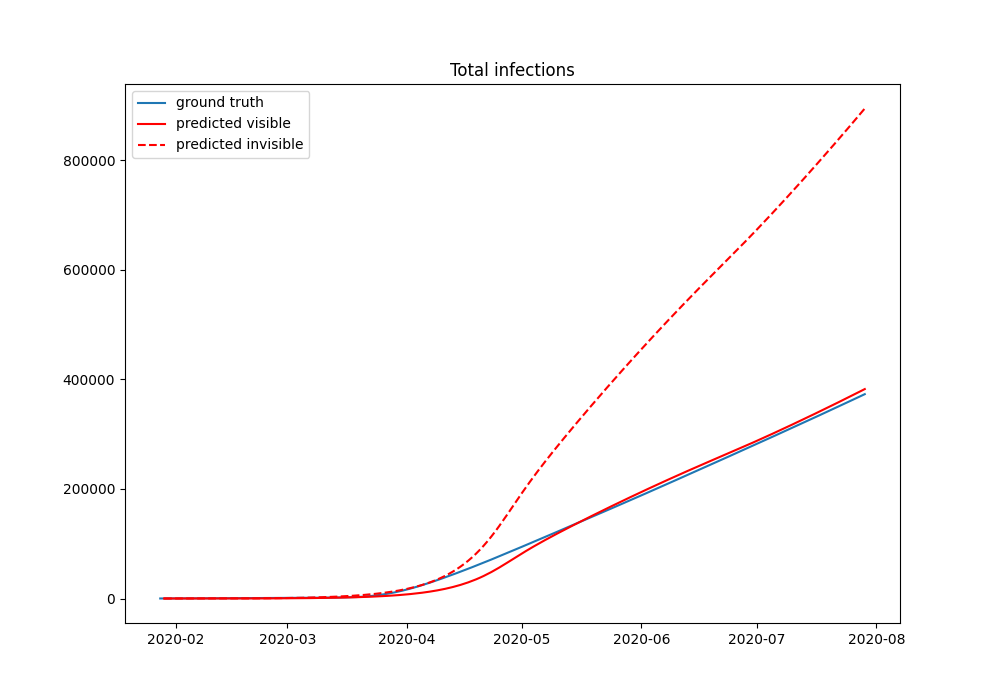 Total infections
ground truth
predicted visible
predicted invisible
800000
600000
400000
200000
0
2020-02 2020-03 2020-04 2020-05 2020-06 2020-07 2020-08